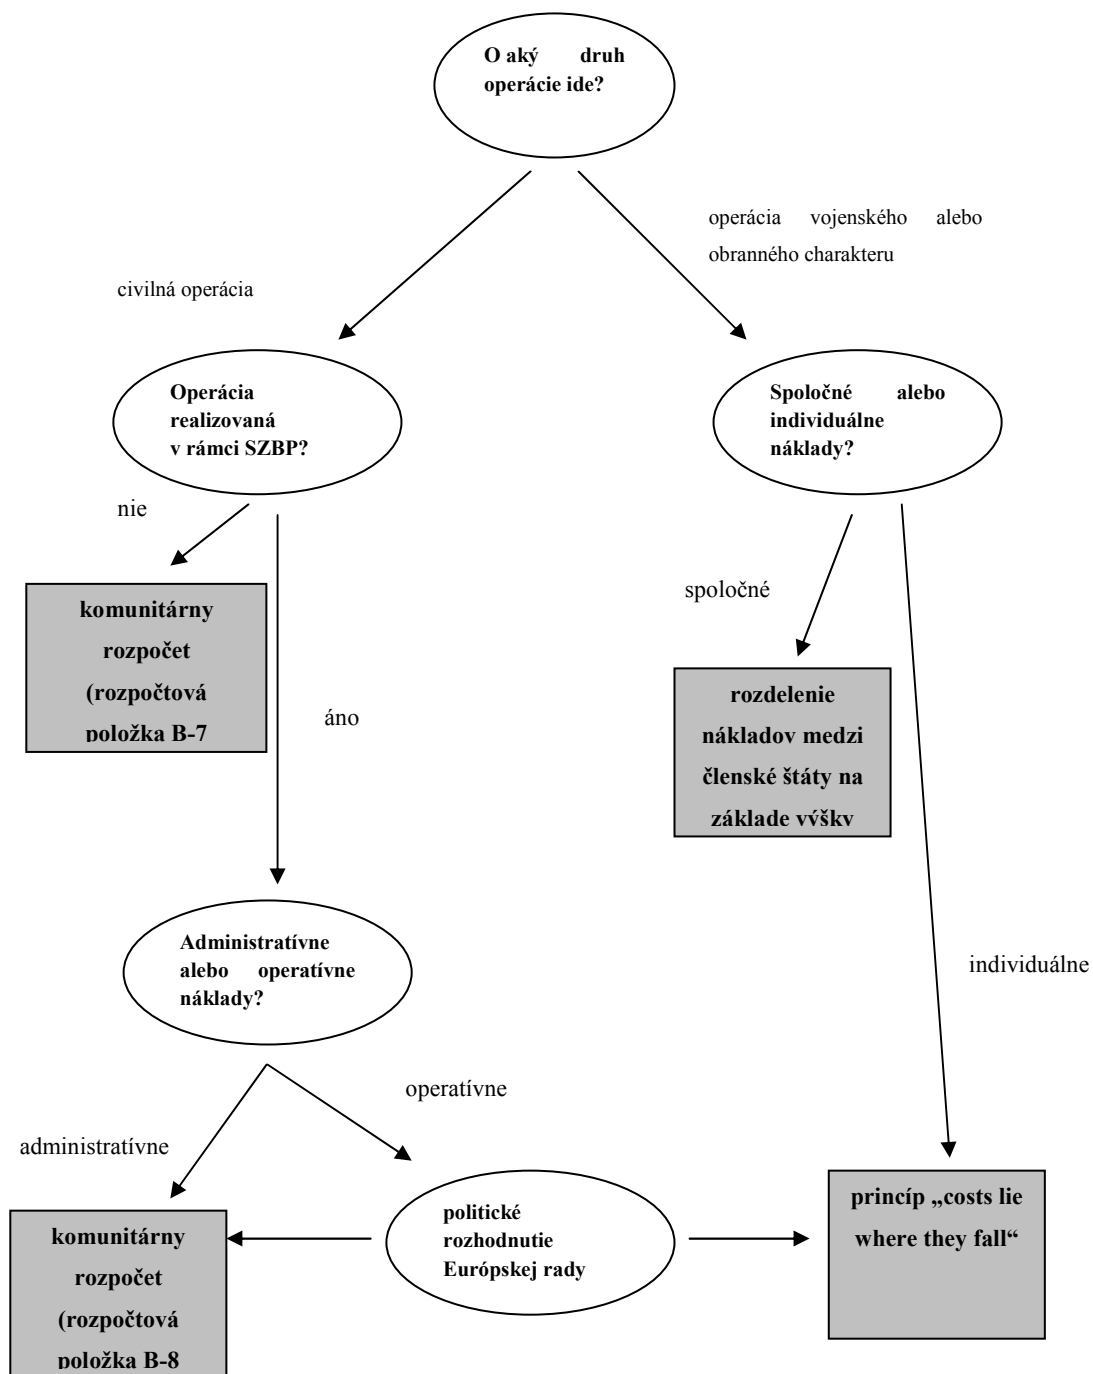 O aký druh
operácie ide?
operácia vojenského alebo
obranného charakteru
civilná operácia
Operácia
realizovaná
v rámci SZBP?
Spoločné alebo
individuálne
náklady?
nie
komunitárny
rozpočet
(rozpočtová
položka B-7
spoločné
rozdelenie
nákladov medzi
členské štáty na
základe výšky
áno
Administratívne
alebo operatívne
náklady?
individuálne
operatívne
administratívne
politické
rozhodnutie
Európskej rady
princíp „costs lie
where they fall“
komunitárny
rozpočet
(rozpočtová
položka B-8